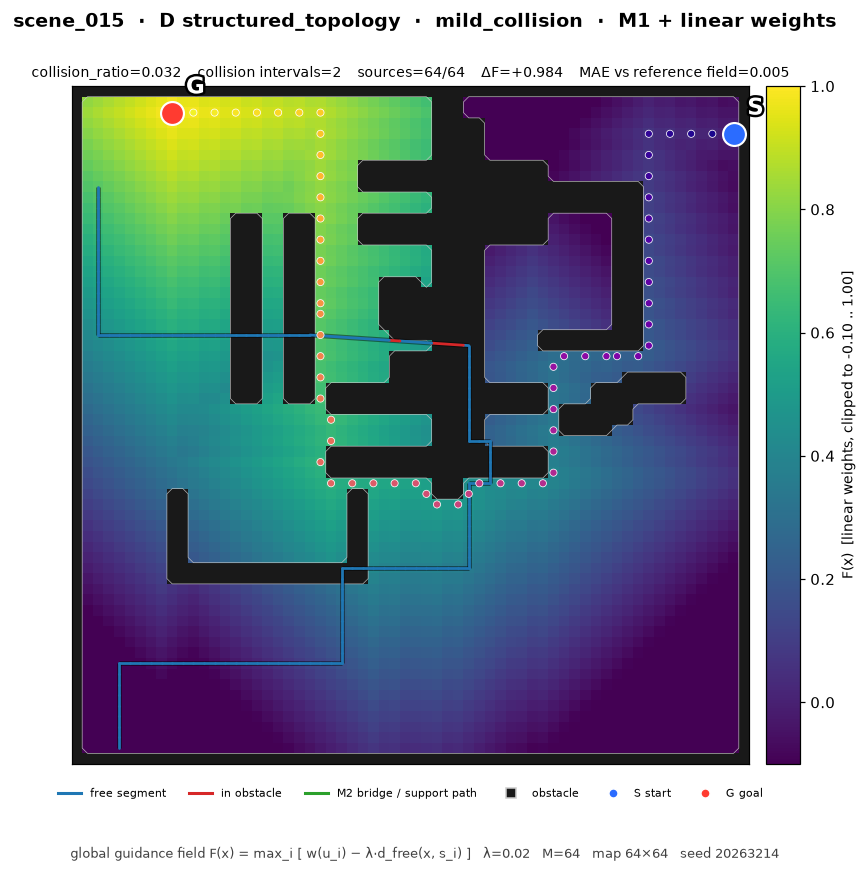 scene_015 · D structured_topology · mild_collision · M1 + linear weights
collision_ratio=0.032 collision intervals=2 sources=64/64 ΔF=+0.984 MAE vs reference field=0.005
G
S
1.0
0.8
0.6
0.4
0.2
0.0
F(x) [linear weights, clipped to -0.10 .. 1.00]
free segment
in obstacle
M2 bridge / support path
obstacle
S start
G goal
global guidance field F(x) = max_i [ w(u_i) − λ·d_free(x, s_i) ] λ=0.02 M=64 map 64×64 seed 20263214